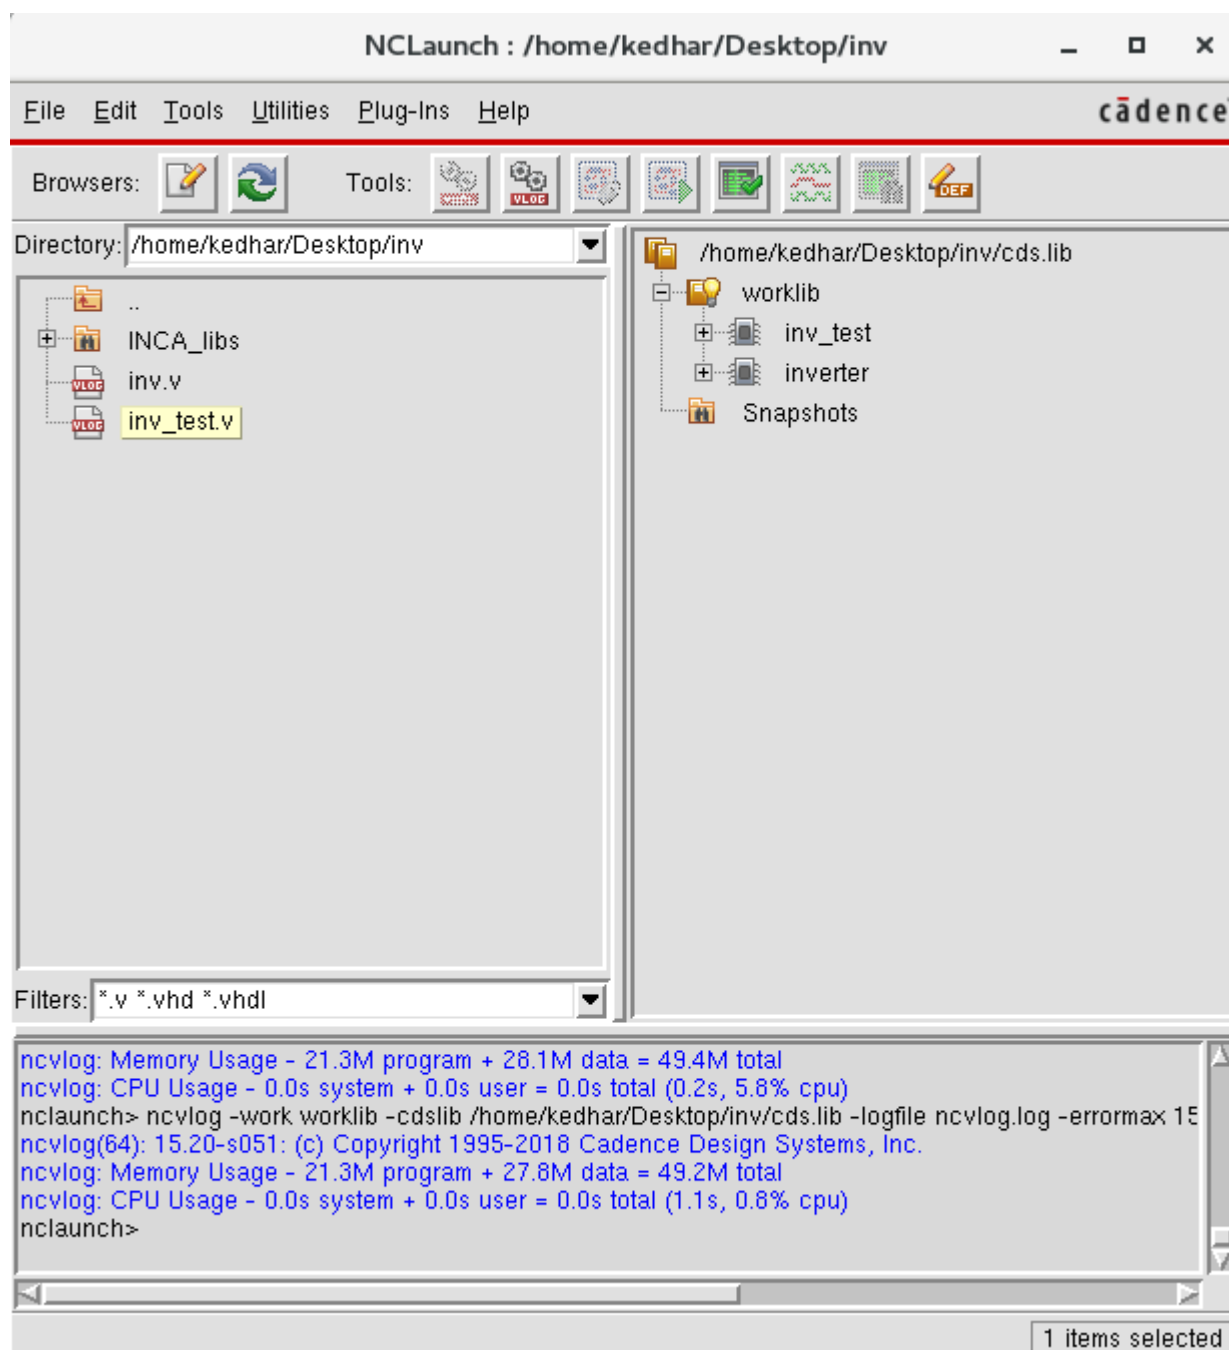 NCLaunch : /home/kedhar/Desktop/inv
File Edit Tools Utilities Plug-Ins Help cādence
Browsers: Tools: VLOG DEF
Directory: /home/kedhar/Desktop/inv
..
INCA_libs
VLOG inv.v
VLOG inv_test.v
Filters: *.v *.vhd *.vhdl
/home/kedhar/Desktop/inv/cds.lib
worklib
inv_test
inverter
Snapshots
ncvlog: Memory Usage - 21.3M program + 28.1M data = 49.4M total
ncvlog: CPU Usage - 0.0s system + 0.0s user = 0.0s total (0.2s, 5.8% cpu)
nclaunch> ncvlog -work worklib -cdslib /home/kedhar/Desktop/inv/cds.lib -logfile ncvlog.log -errormax 15
ncvlog(64): 15.20-s051: (c) Copyright 1995-2018 Cadence Design Systems, Inc.
ncvlog: Memory Usage - 21.3M program + 27.8M data = 49.2M total
ncvlog: CPU Usage - 0.0s system + 0.0s user = 0.0s total (1.1s, 0.8% cpu)
nclaunch>
1 items selected